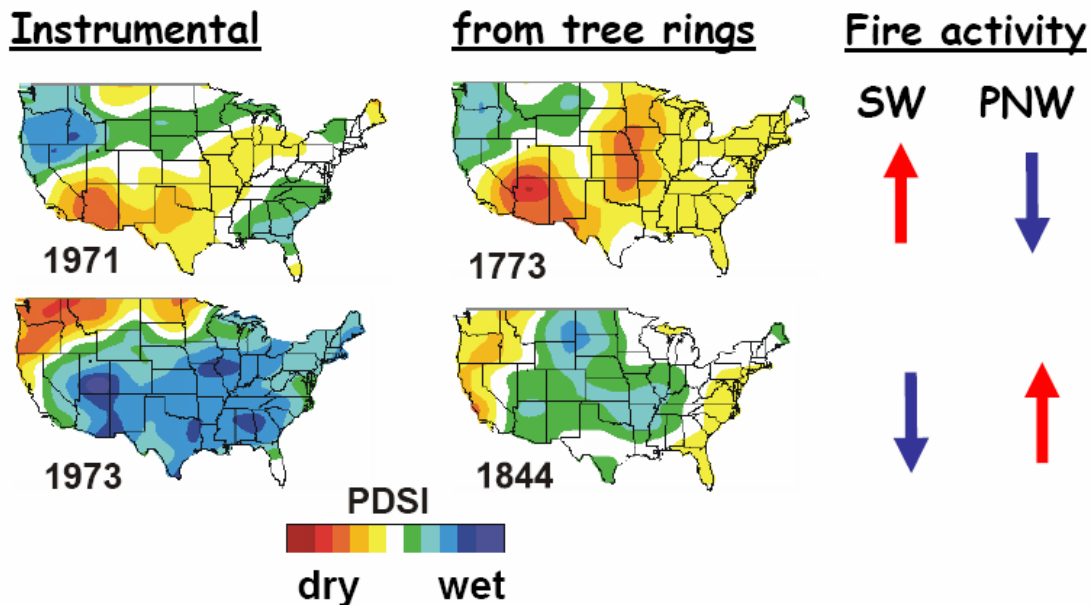 Instrumental
from tree rings
Fire activity
SW PNW
1971
1773
1973
1844
PDSI
dry wet